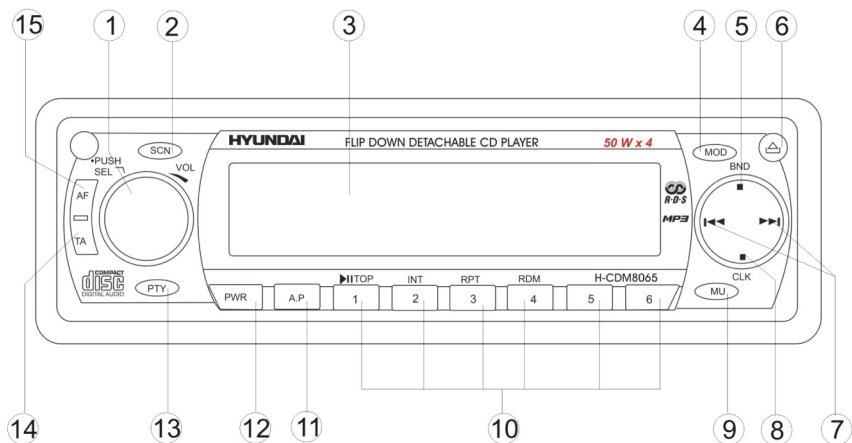 15 1 2 3 4 5 6
HYUNDAI FLIP DOWN DETACHABLE CD PLAYER 50 W x 4
SCN
MOD
•PUSH
SEL
VOL
BND
AF
R·D·S
TA
MP3
COMPACT
disc
DIGITAL AUDIO
PTY
TOP INT RPT RDM H-CDM8065
CLK
PWR A.P 1 2 3 4 5 6
MU
14 13 12 11 10 9 8 7